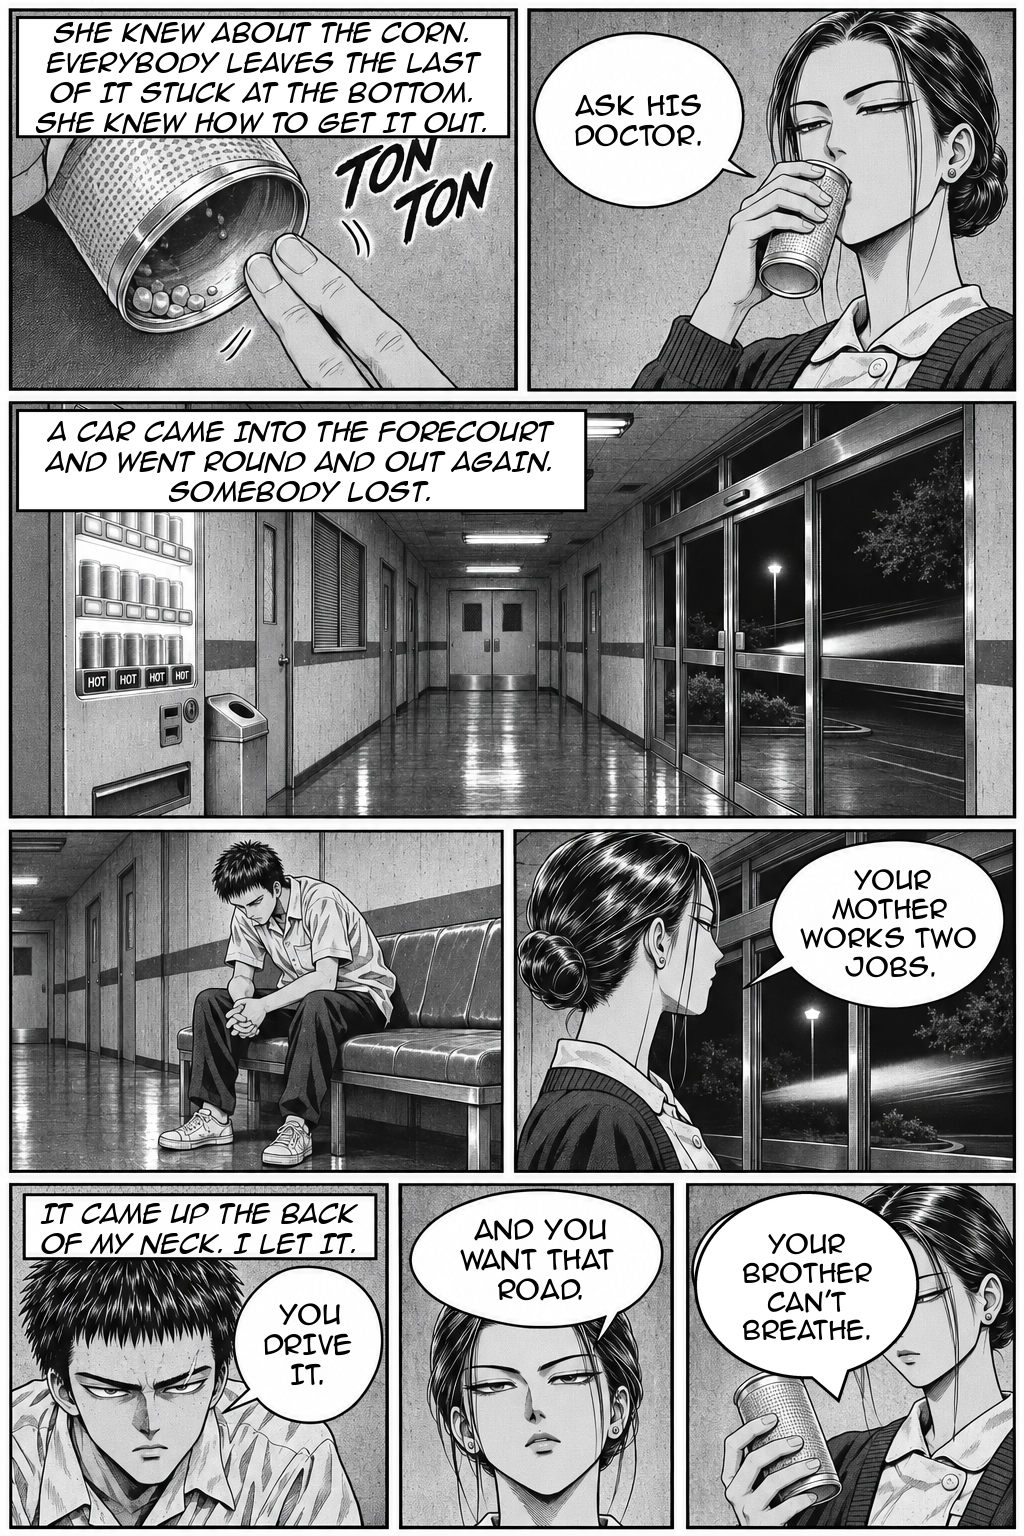 SHE KNEW ABOUT THE CORN.
EVERYBODY LEAVES THE LAST
OF IT STUCK AT THE BOTTOM.
SHE KNEW HOW TO GET IT OUT.
TON
TON
ASK HIS
DOCTOR.
A CAR CAME INTO THE FORECOURT
AND WENT ROUND AND OUT AGAIN.
SOMEBODY LOST.
HOT HOT HOT HOT
YOUR
MOTHER
WORKS TWO
JOBS.
IT CAME UP THE BACK
OF MY NECK. I LET IT.
YOU
DRIVE
IT.
AND YOU
WANT THAT
ROAD.
YOUR
BROTHER
CAN'T
BREATHE.